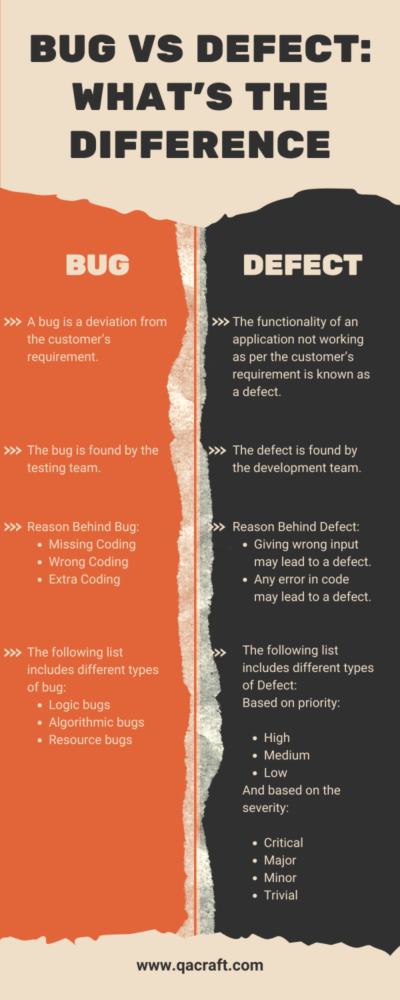 BUG VS DEFECT:
WHAT'S THE
DIFFERENCE
BUG
A bug is a deviation from
the customer's
requirement.
The bug is found by the
testing team.
Reason Behind Bug:
• Missing Coding
• Wrong Coding
• Extra Coding
The following list
includes different types
of bug:
• Logic bugs
• Algorithmic bugs
• Resource bugs
DEFECT
The functionality of an
application not working
as per the customer's
requirement is known as
a defect.
The defect is found by
the development team.
Reason Behind Defect:
• Giving wrong input
may lead to a defect.
• Any error in code
may lead to a defect.
The following list
includes different types
of Defect:
Based on priority:
• High
• Medium
• Low
And based on the
severity:
• Critical
• Major
• Minor
• Trivial
www.qacraft.com